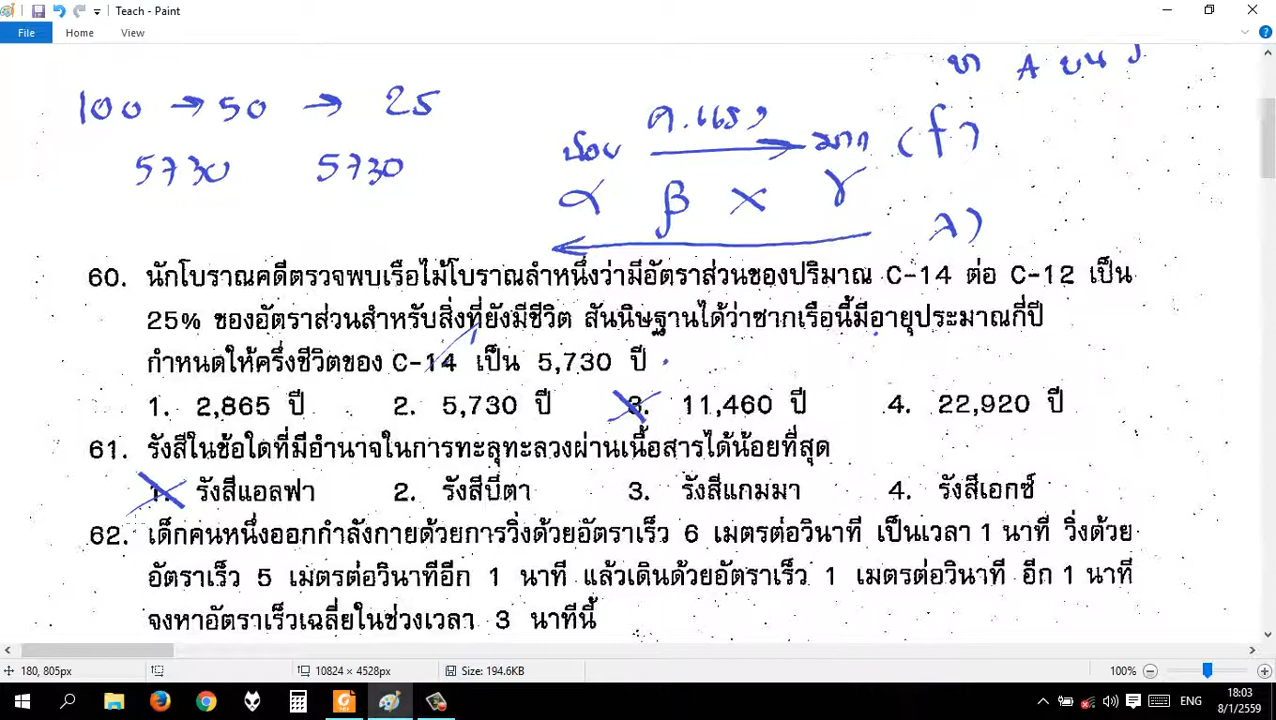 Teach - Paint
File Home View
หา A บน
100 → 50 → 25
5730 5730
ค.แรง
น้อย → มาก (f)
α β X γ
λ)
60. นักโบราณคดีตรวจพบเรือไม้โบราณลำหนึ่งว่ามีอัตราส่วนของปริมาณ C-14 ต่อ C-12 เป็น
25% ของอัตราส่วนสำหรับสิ่งที่ยังมีชีวิต สันนิษฐานได้ว่าซากเรือนี้มีอายุประมาณกี่ปี
กำหนดให้ครึ่งชีวิตของ C-14 เป็น 5,730 ปี
1. 2,865 ปี 2. 5,730 ปี 3. 11,460 ปี 4. 22,920 ปี
61. รังสีในข้อใดที่มีอำนาจในการทะลุทะลวงผ่านเนื้อสารได้น้อยที่สุด
1. รังสีแอลฟา 2. รังสีบีตา 3. รังสีแกมมา 4. รังสีเอกซ์
62. เด็กคนหนึ่งออกกำลังกายด้วยการวิ่งด้วยอัตราเร็ว 6 เมตรต่อวินาที เป็นเวลา 1 นาที วิ่งด้วย
อัตราเร็ว 5 เมตรต่อวินาทีอีก 1 นาที แล้วเดินด้วยอัตราเร็ว 1 เมตรต่อวินาที อีก 1 นาที
จงหาอัตราเร็วเฉลี่ยในช่วงเวลา 3 นาทีนี้
180, 805px 10824 × 4528px Size: 194.6KB 100%
ENG 18:03
8/1/2559